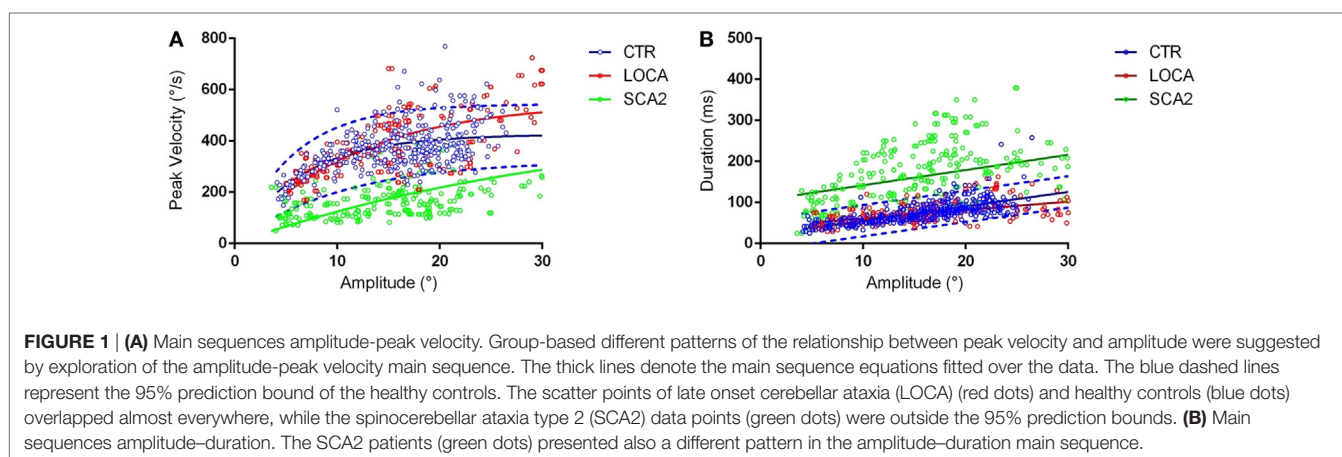 A
800
600
400
200
0
Peak Velocity (°/s)
0 10 20 30
Amplitude (°)
CTR
LOCA
SCA2
B
500
400
300
200
100
0
Duration (ms)
0 10 20 30
Amplitude (°)
CTR
LOCA
SCA2
FIGURE 1 | (A) Main sequences amplitude-peak velocity. Group-based different patterns of the relationship between peak velocity and amplitude were suggested
by exploration of the amplitude-peak velocity main sequence. The thick lines denote the main sequence equations fitted over the data. The blue dashed lines
represent the 95% prediction bound of the healthy controls. The scatter points of late onset cerebellar ataxia (LOCA) (red dots) and healthy controls (blue dots)
overlapped almost everywhere, while the spinocerebellar ataxia type 2 (SCA2) data points (green dots) were outside the 95% prediction bounds. (B) Main
sequences amplitude–duration. The SCA2 patients (green dots) presented also a different pattern in the amplitude–duration main sequence.